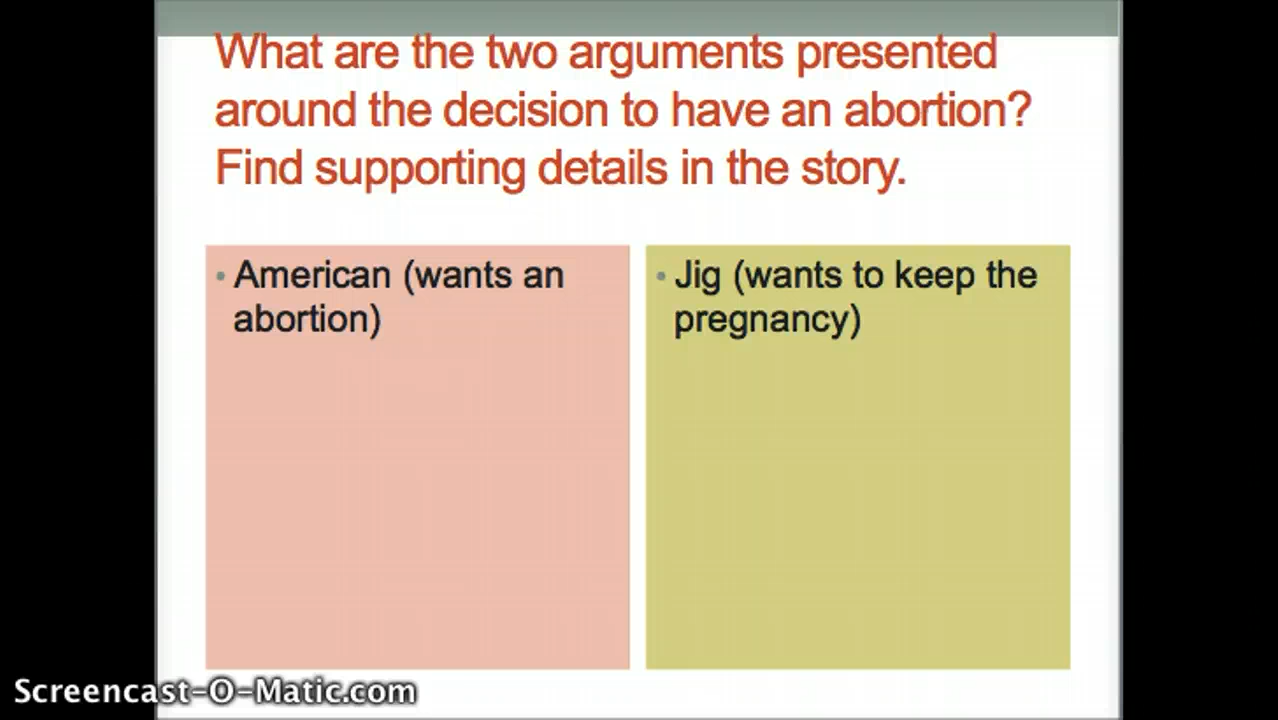 What are the two arguments presented
around the decision to have an abortion?
Find supporting details in the story.
• American (wants an
abortion)
• Jig (wants to keep the
pregnancy)
Screencast-O-Matic.com